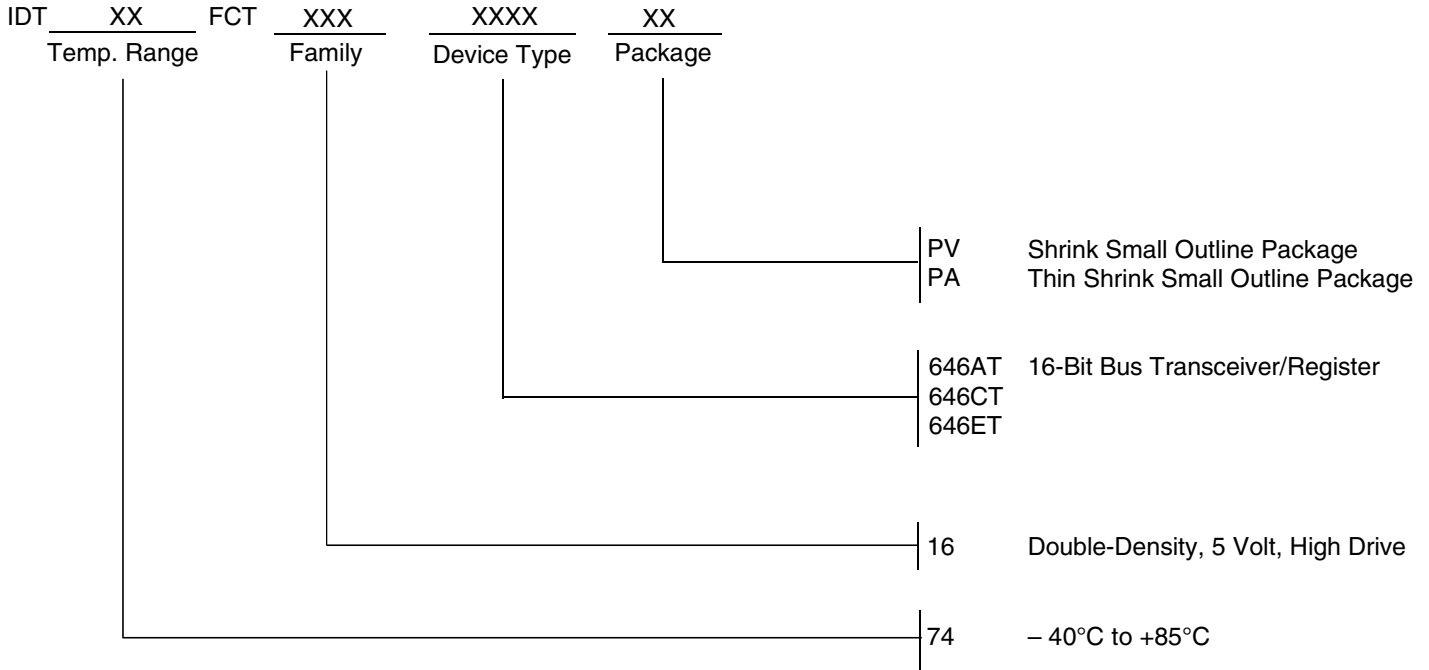 IDT XX FCT XXX XXXX XX
Temp. Range Family Device Type Package
PV Shrink Small Outline Package
PA Thin Shrink Small Outline Package
646AT 16-Bit Bus Transceiver/Register
646CT
646ET
16 Double-Density, 5 Volt, High Drive
74 – 40°C to +85°C